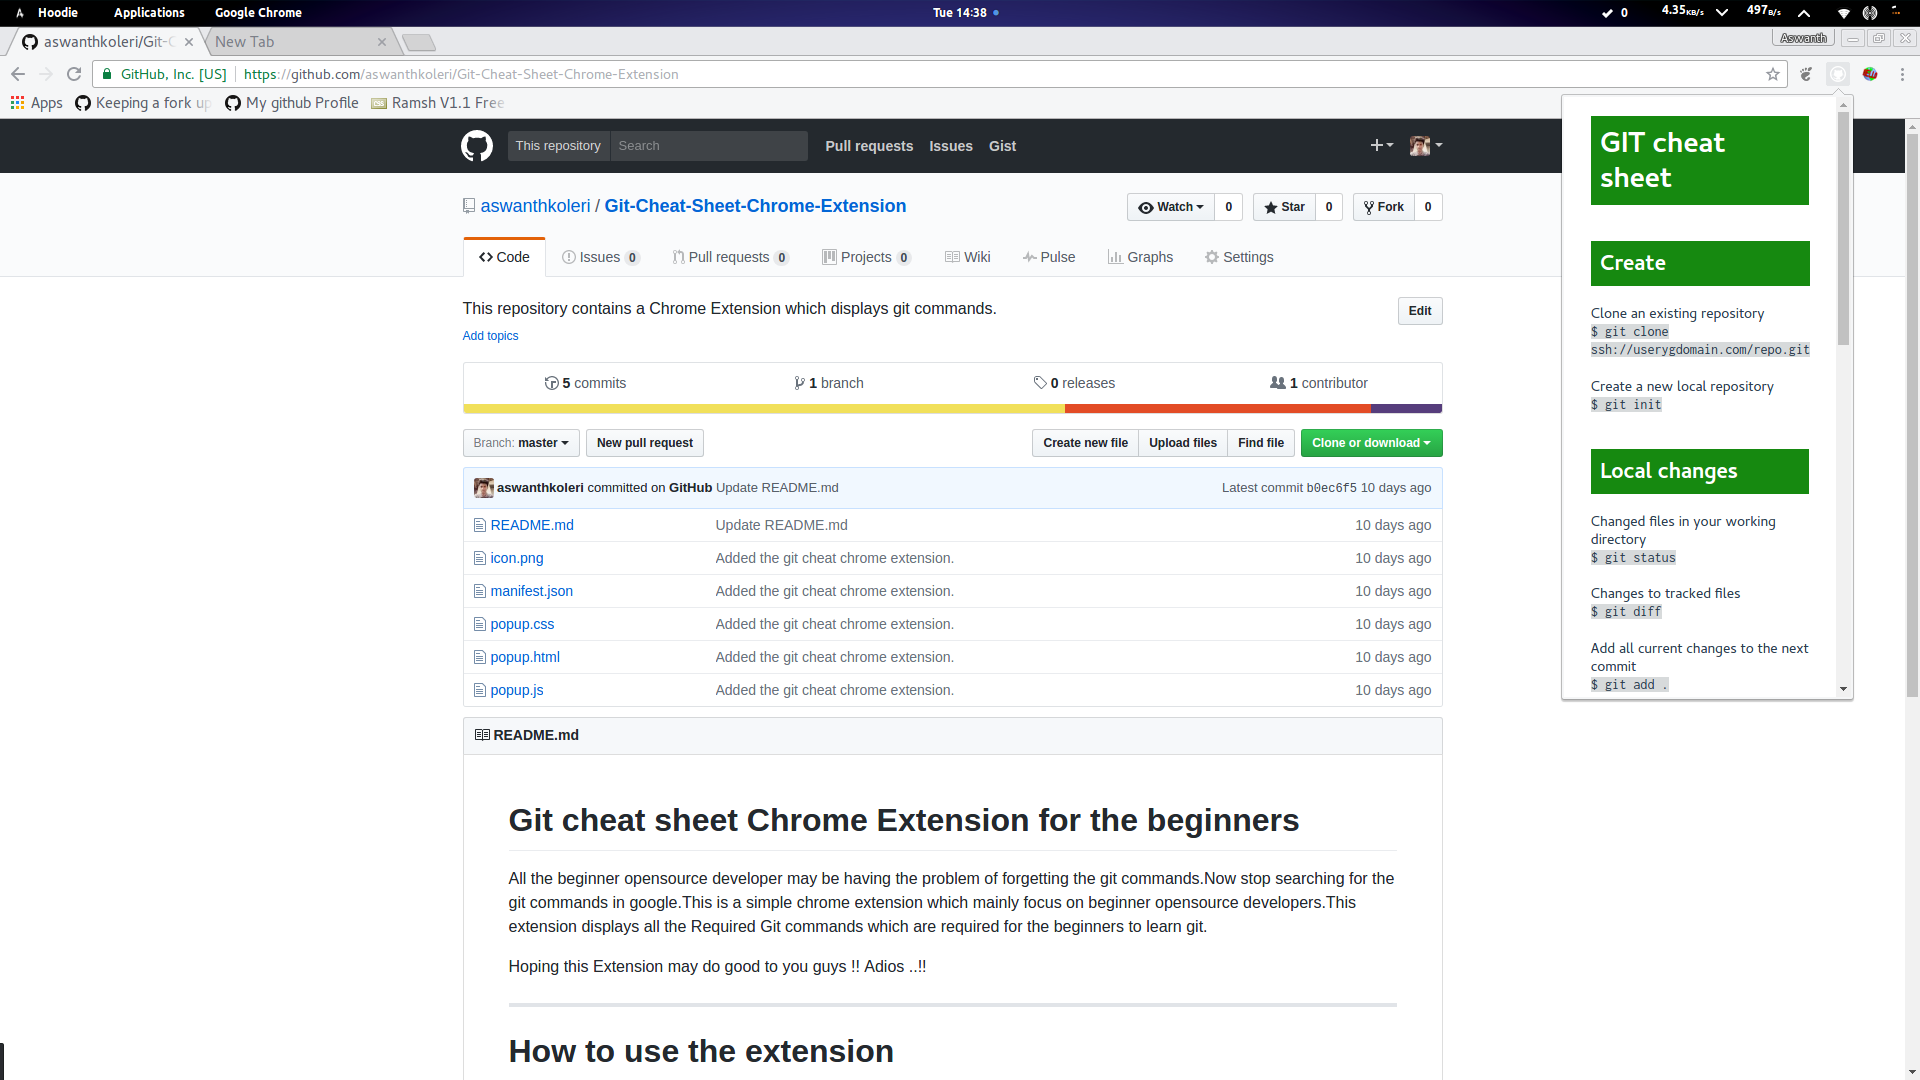 Hoodie Applications Google Chrome Tue 14:38 0 4.35KB/s 497B/s
aswanthkoleri/Git-C New Tab Aswanth
GitHub, Inc. [US] https://github.com/aswanthkoleri/Git-Cheat-Sheet-Chrome-Extension
Apps Keeping a fork up My github Profile Ramsh V1.1 Free
This repository Search Pull requests Issues Gist
aswanthkoleri / Git-Cheat-Sheet-Chrome-Extension Watch 0 Star 0 Fork 0
Code Issues 0 Pull requests 0 Projects 0 Wiki Pulse Graphs Settings
This repository contains a Chrome Extension which displays git commands. Edit
Add topics
5 commits 1 branch 0 releases 1 contributor
Branch: master New pull request Create new file Upload files Find file Clone or download
aswanthkoleri committed on GitHub Update README.md Latest commit b0ec6f5 10 days ago
README.md Update README.md 10 days ago
icon.png Added the git cheat chrome extension. 10 days ago
manifest.json Added the git cheat chrome extension. 10 days ago
popup.css Added the git cheat chrome extension. 10 days ago
popup.html Added the git cheat chrome extension. 10 days ago
popup.js Added the git cheat chrome extension. 10 days ago
README.md
Git cheat sheet Chrome Extension for the beginners
All the beginner opensource developer may be having the problem of forgetting the git commands.Now stop searching for the
git commands in google.This is a simple chrome extension which mainly focus on beginner opensource developers.This
extension displays all the Required Git commands which are required for the beginners to learn git.
Hoping this Extension may do good to you guys !! Adios ..!!
How to use the extension
GIT cheat
sheet
Create
Clone an existing repository
$ git clone
ssh://userygdomain.com/repo.git
Create a new local repository
$ git init
Local changes
Changed files in your working
directory
$ git status
Changes to tracked files
$ git diff
Add all current changes to the next
commit
$ git add .